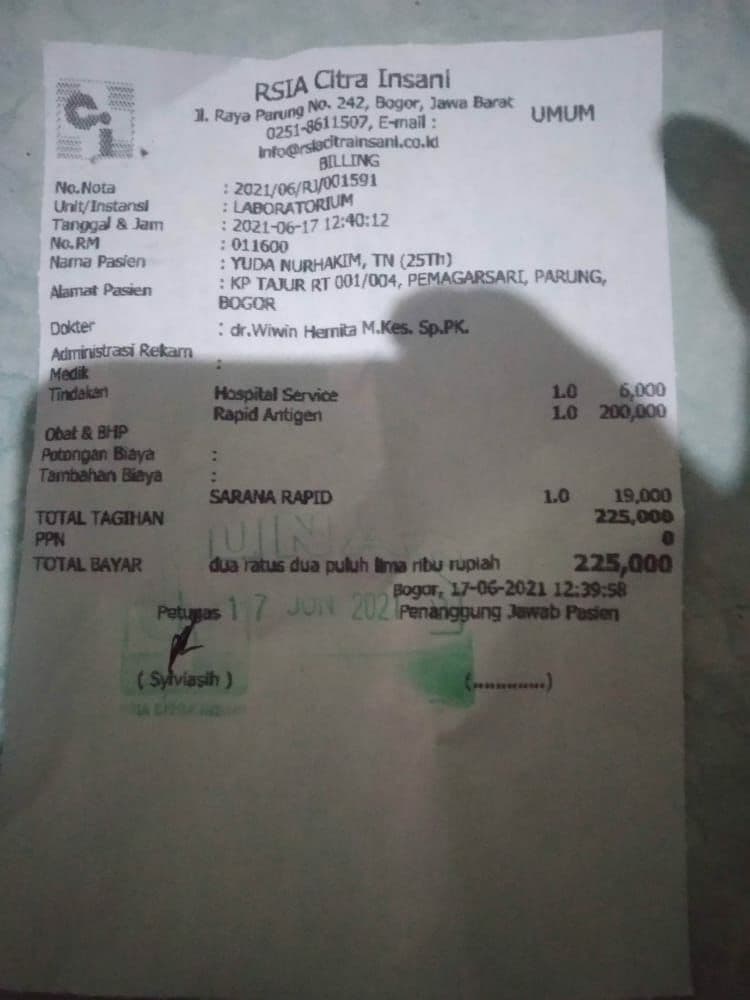 C.I.
RSIA Citra Insani
Jl. Raya Parung No. 242, Bogor, Jawa Barat
UMUM
0251-8611507, E-mail :
info@rsiacitrainsani.co.id
BILLING
No.Nota : 2021/06/RJ/001591
Unit/Instansi : LABORATORIUM
Tanggal & Jam : 2021-06-17 12:40:12
No.RM : 011600
Nama Pasien : YUDA NURHAKIM, TN (25Th)
Alamat Pasien : KP TAJUR RT 001/004, PEMAGARSARI, PARUNG,
BOGOR
Dokter : dr.Wiwin Hernita M.Kes. Sp.PK.
Administrasi Rekam
Medik :
Tindakan Hospital Service 1.0 6,000
Rapid Antigen 1.0 200,000
Obat & BHP
Potongan Biaya :
Tambahan Biaya :
SARANA RAPID 1.0 19,000
TOTAL TAGIHAN 225,000
PPN 0
TOTAL BAYAR dua ratus dua puluh lima ribu rupiah 225,000
Bogor, 17-06-2021 12:39:58
Petugas Penanggung Jawab Pasien
17 JUN 2021
( Sylviasih ) (..............)